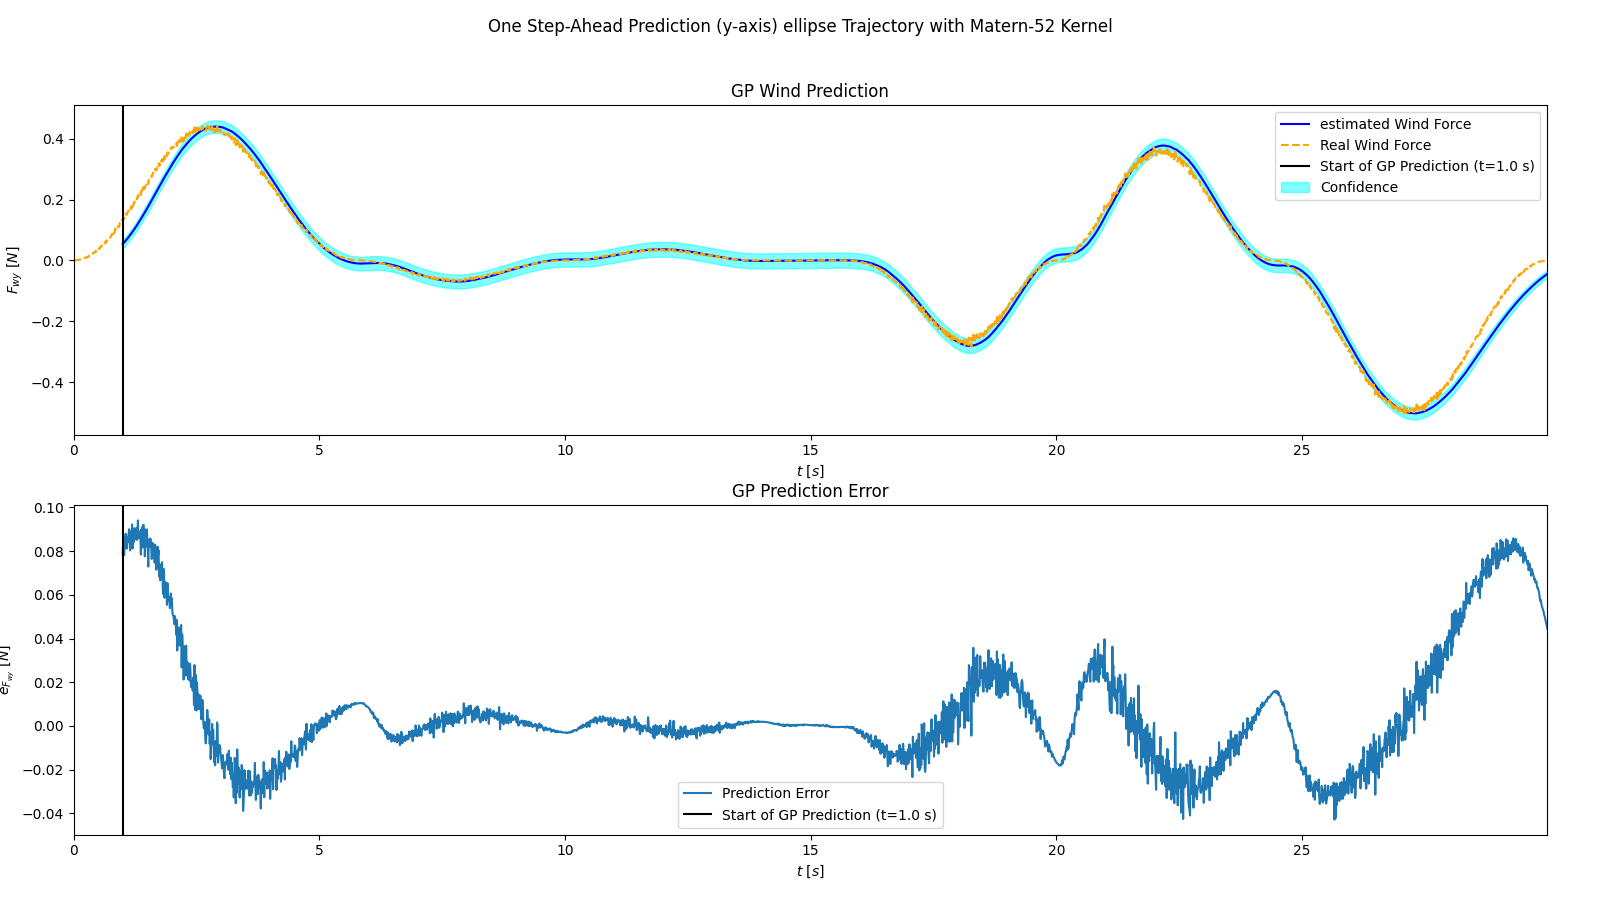 One Step-Ahead Prediction (y-axis) ellipse Trajectory with Matern-52 Kernel
GP Wind Prediction
estimated Wind Force
Real Wind Force
Start of GP Prediction (t=1.0 s)
Confidence
F_wy [N]
0.4
0.2
0.0
−0.2
−0.4
0 5 10 15 20 25
t [s]
GP Prediction Error
e_F_wy [N]
0.10
0.08
0.06
0.04
0.02
0.00
−0.02
−0.04
Prediction Error
Start of GP Prediction (t=1.0 s)
0 5 10 15 20 25
t [s]